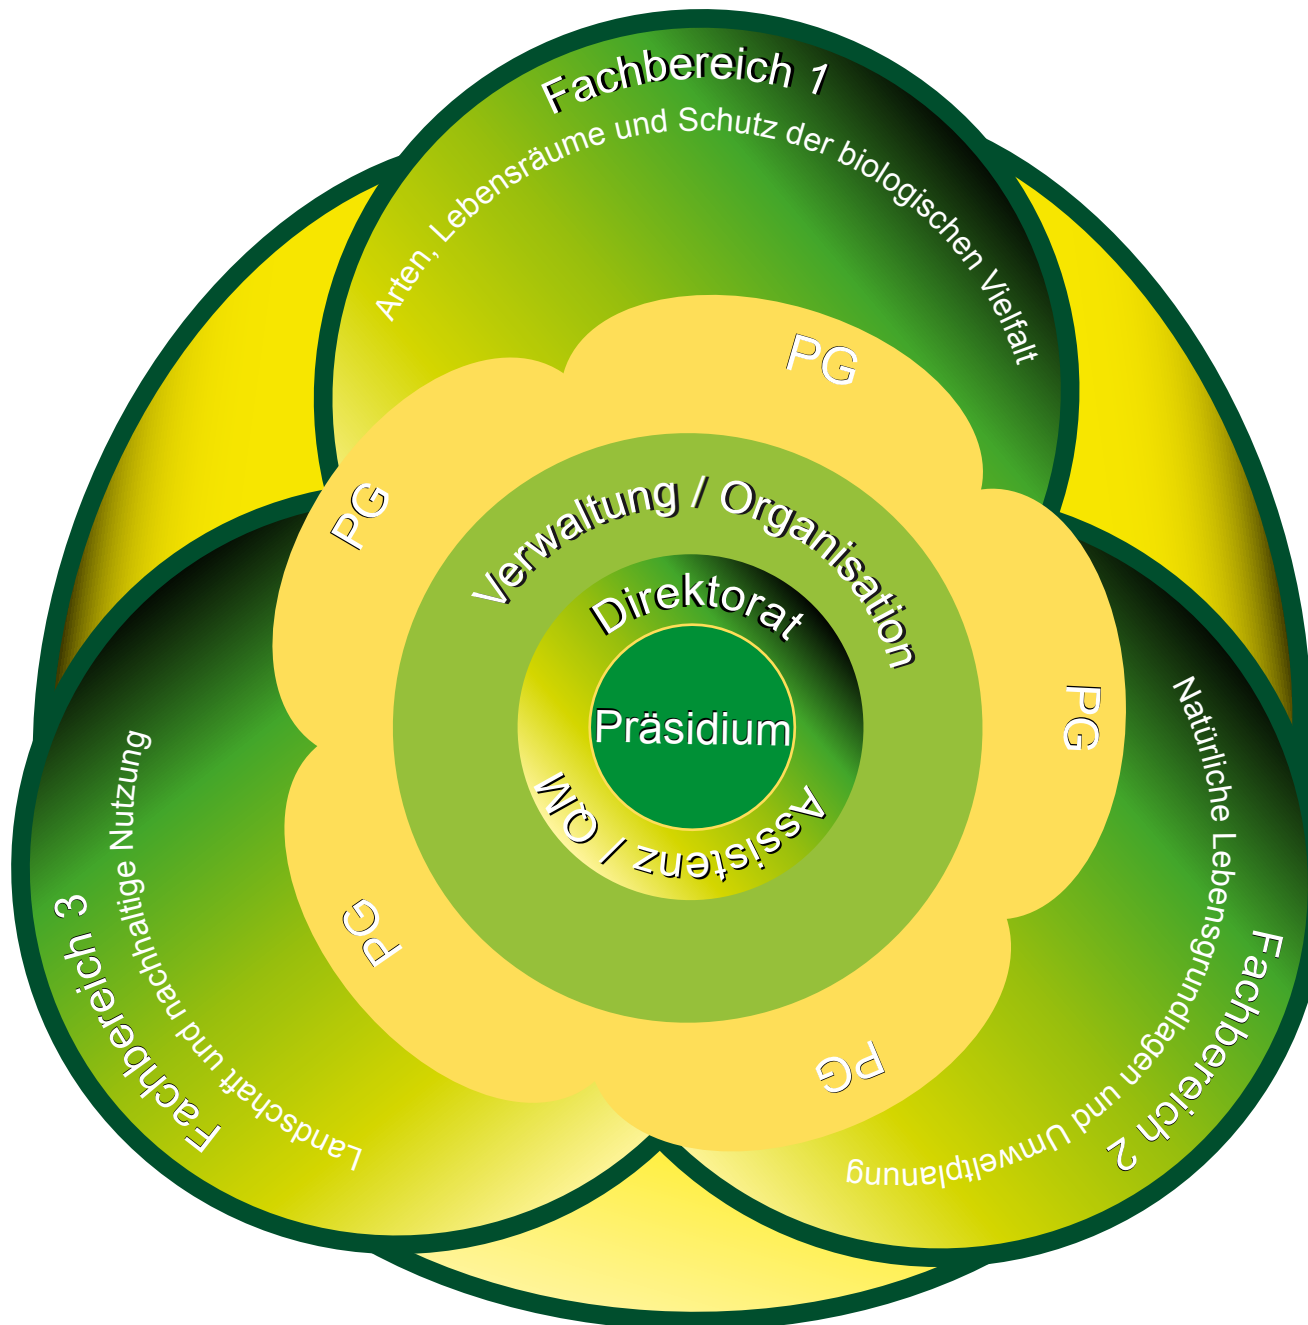 Fachbereich 1
Arten, Lebensräume und Schutz der biologischen Vielfalt
PG
PG
Verwaltung / Organisation
Direktorat
Präsidium
Assistenz / QM
PG
PG
PG
Natürliche Lebensgrundlagen und Umweltplanung
Fachbereich 2
Landschaft und nachhaltige Nutzung
Fachbereich 3